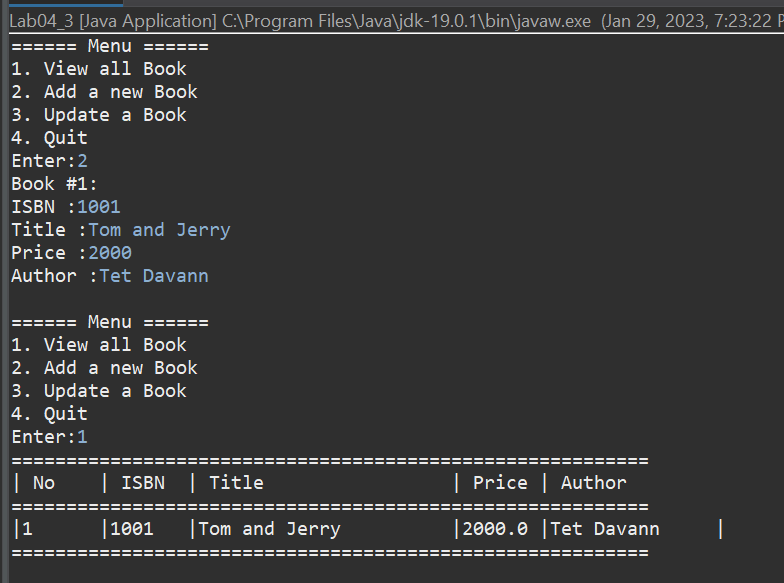 Lab04_3 [Java Application] C:\Program Files\Java\jdk-19.0.1\bin\javaw.exe (Jan 29, 2023, 7:23:22 P
====== Menu ======
1. View all Book
2. Add a new Book
3. Update a Book
4. Quit
Enter:2
Book #1:
ISBN :1001
Title :Tom and Jerry
Price :2000
Author :Tet Davann
====== Menu ======
1. View all Book
2. Add a new Book
3. Update a Book
4. Quit
Enter:1
==========================================================
| No    | ISBN  | Title                 | Price | Author
==========================================================
|1      |1001   |Tom and Jerry          |2000.0 |Tet Davann     |
==========================================================